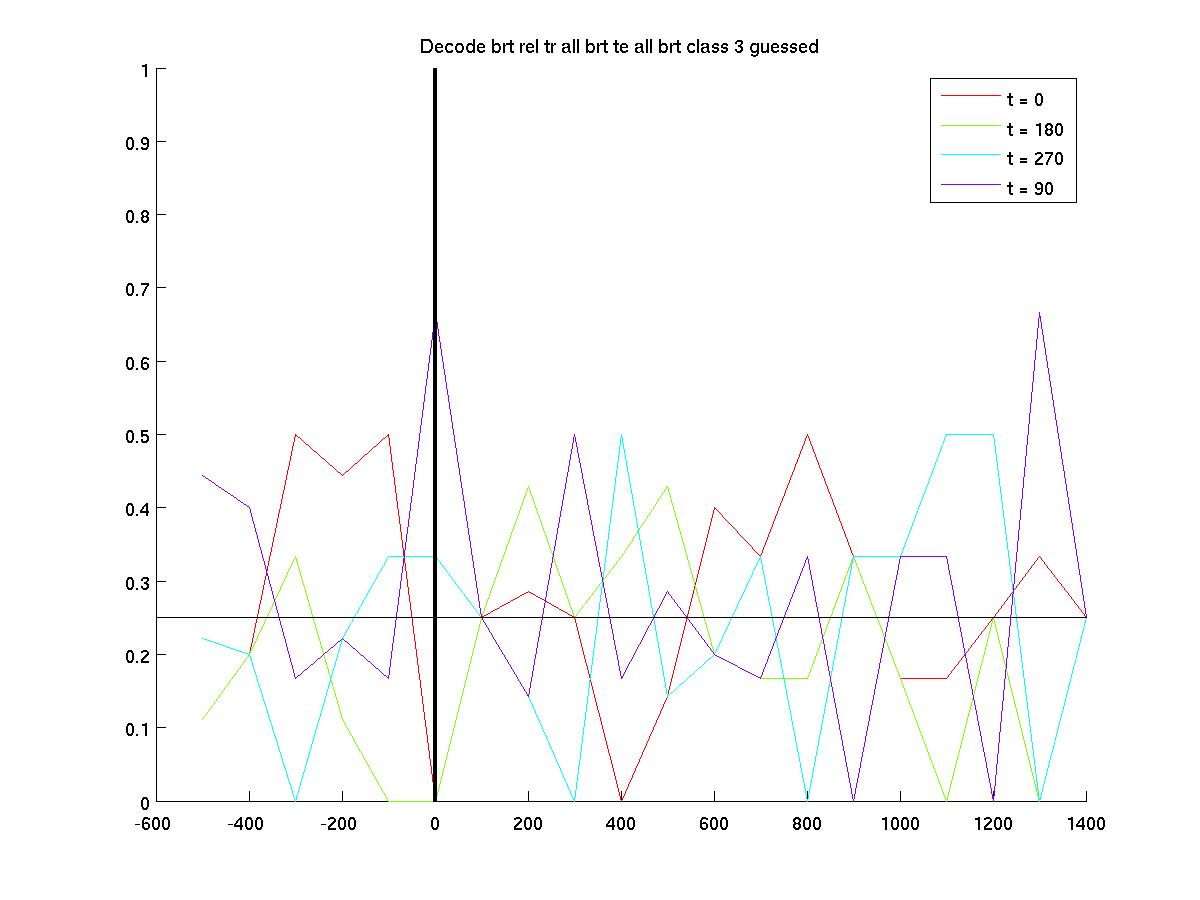 Decode brt rel tr all brt te all brt class 3 guessed
t = 0
t = 180
t = 270
t = 90
1
0.9
0.8
0.7
0.6
0.5
0.4
0.3
0.2
0.1
0
-600 -400 -200 0 200 400 600 800 1000 1200 1400